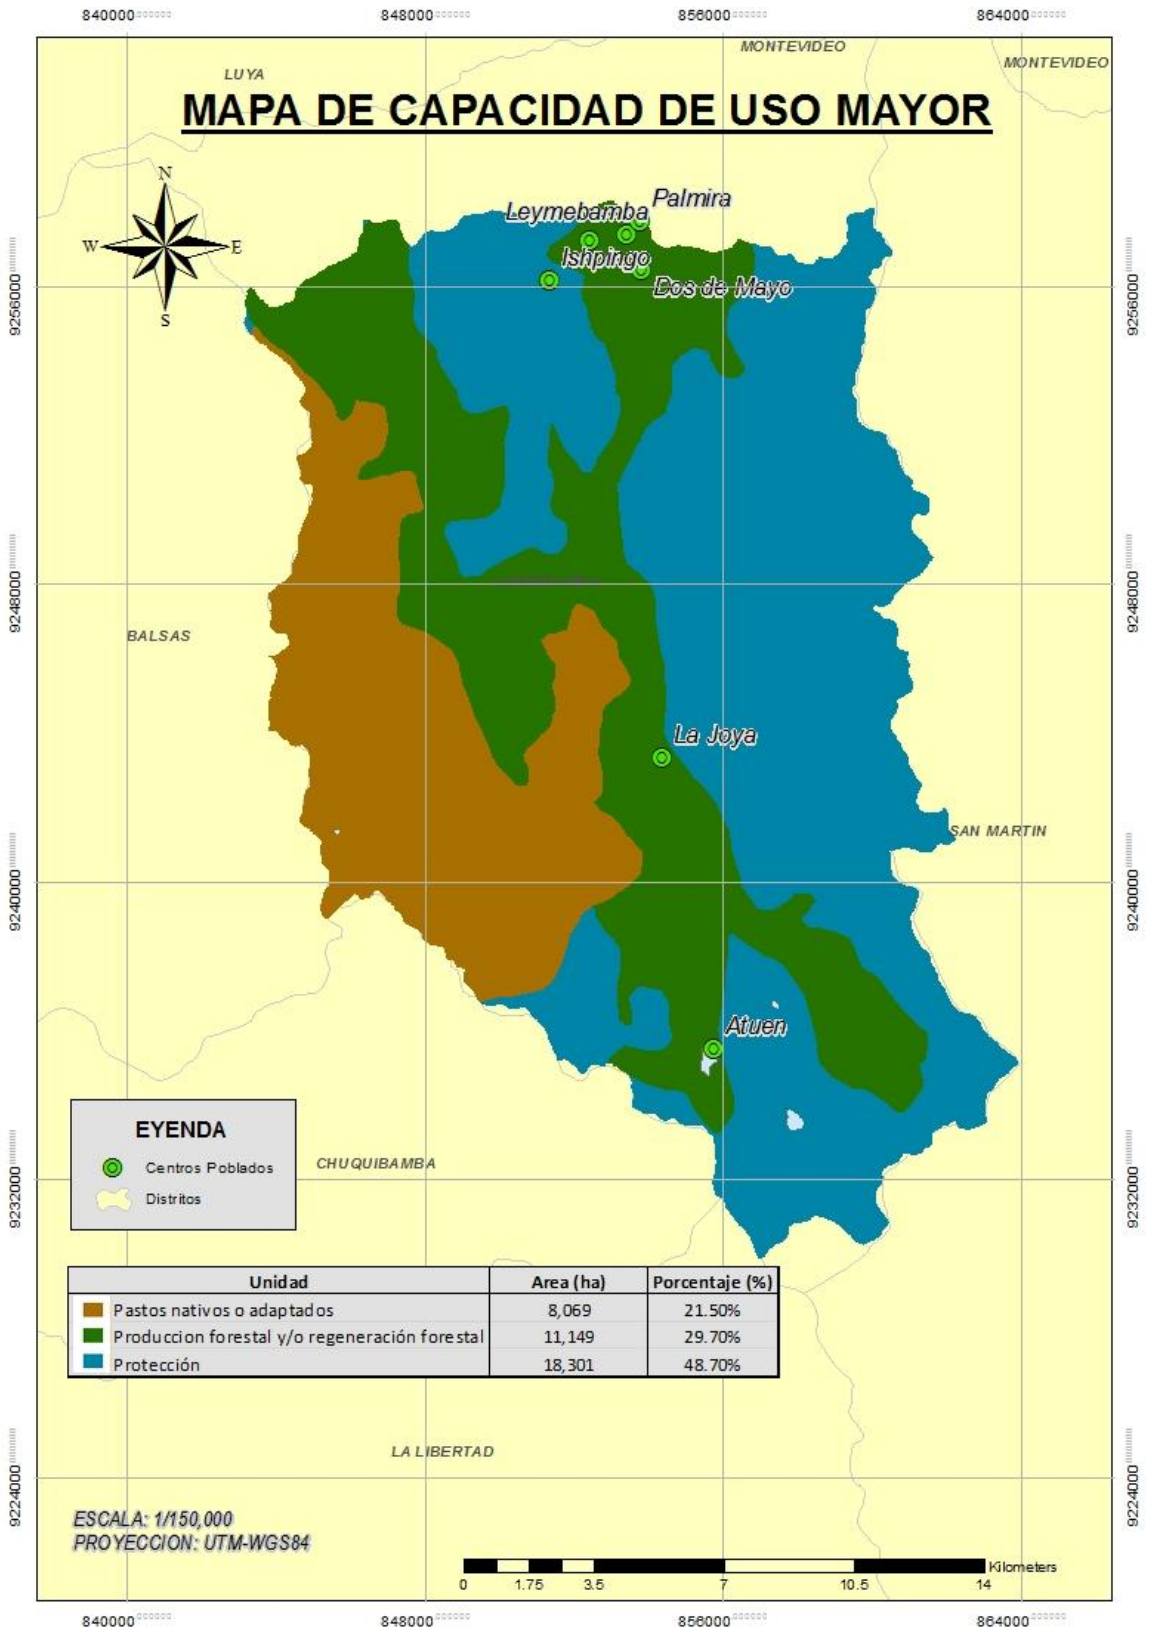 840000 848000 856000 864000
MONTEVIDEO
MONTEVIDEO
LUYA
MAPA DE CAPACIDAD DE USO MAYOR
N
W E
S
Palmira
Leymebamba
Ishpingo
Dos de Mayo
9256000 9256000
9248000 9248000
BALSAS
La Joya
SAN MARTIN
9240000 9240000
Atuen
EYENDA
Centros Poblados
Distritos
CHUQUIBAMBA
9232000 9232000
Unidad Area (ha) Porcentaje (%)
Pastos nativos o adaptados 8,069 21.50%
Produccion forestal y/o regeneración forestal 11,149 29.70%
Protección 18,301 48.70%
LA LIBERTAD
9224000 9224000
ESCALA: 1/150,000
PROYECCION: UTM-WGS84
Kilometers
0 1.75 3.5 7 10.5 14
840000 848000 856000 864000